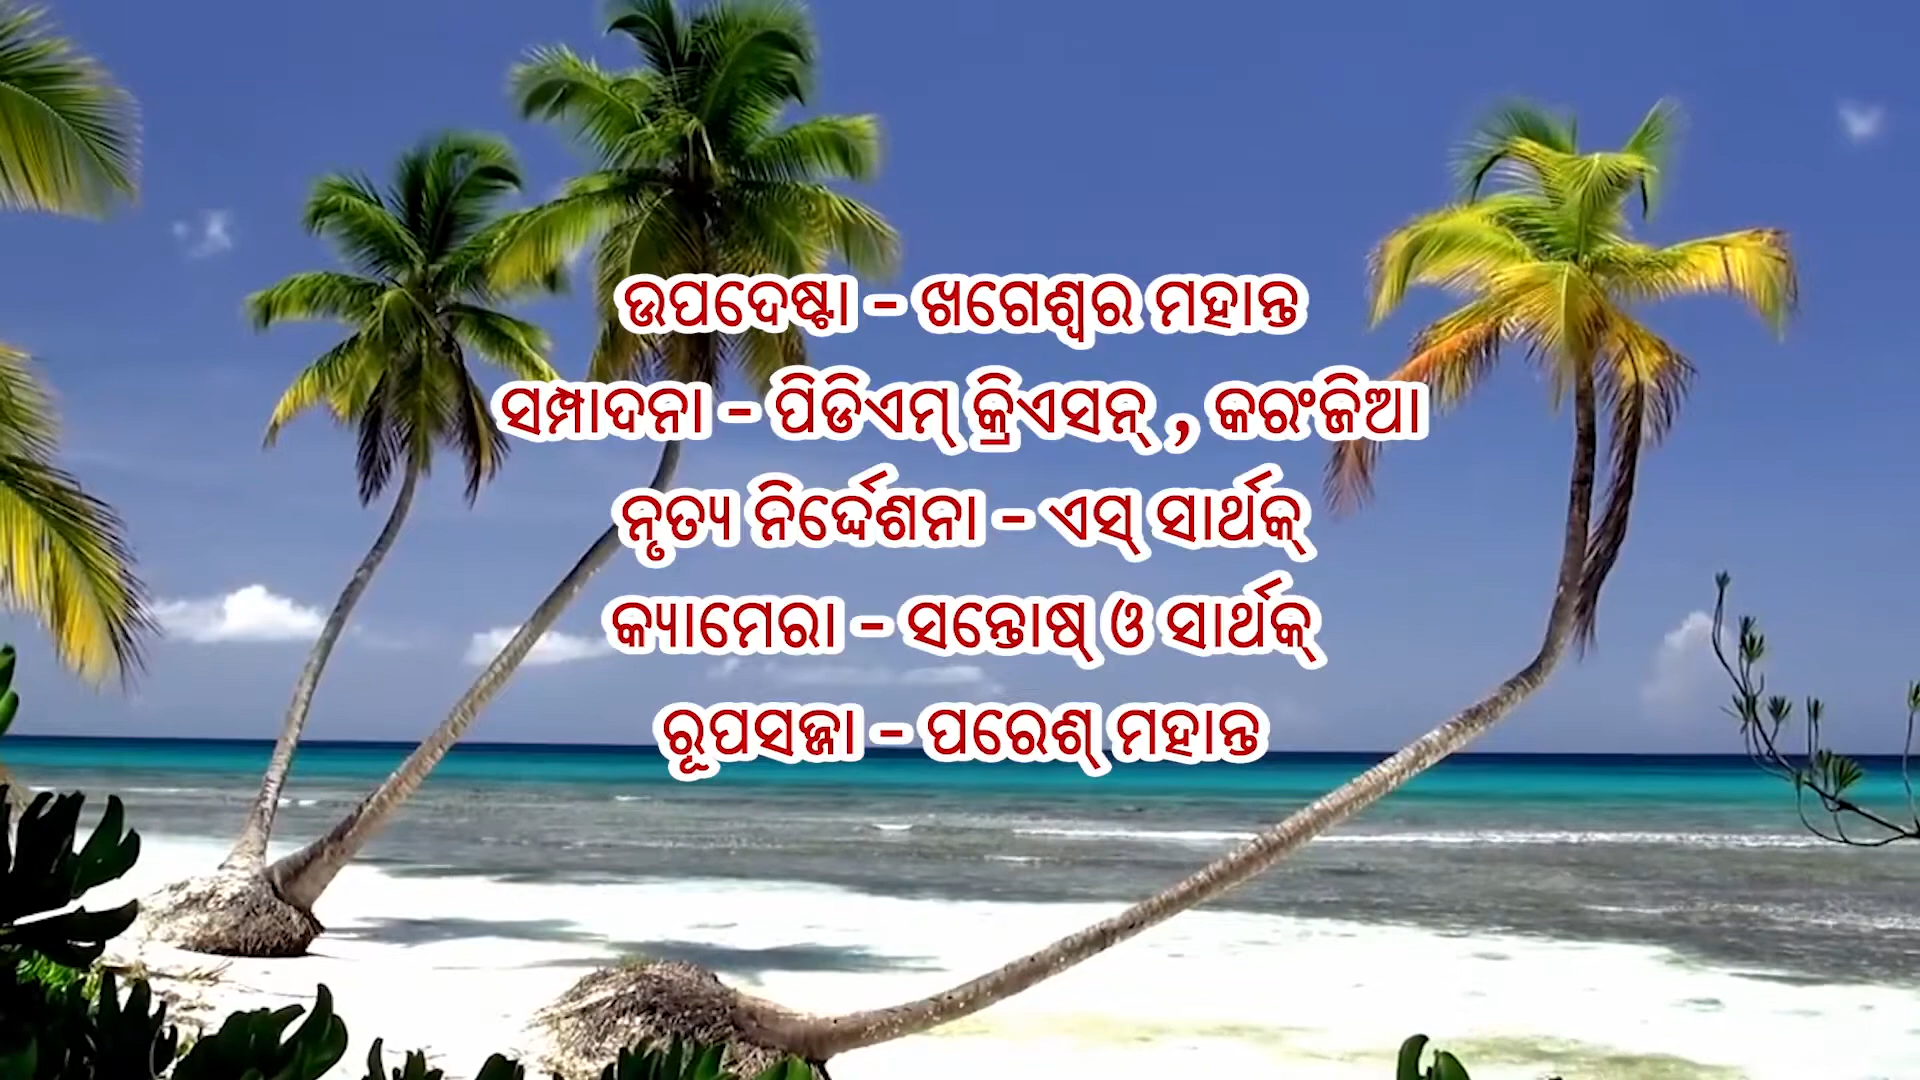 ଉପଦେଷ୍ଟା - ଖଗେଶ୍ୱର ମହାନ୍ତ
ସମ୍ପାଦନା - ପିଡିଏମ୍ କ୍ରିଏସନ୍ , କରଂଜିଆ
ନୃତ୍ୟ ନିର୍ଦ୍ଦେଶନା - ଏସ୍ ସାର୍ଥକ୍
କ୍ୟାମେରା - ସନ୍ତୋଷ୍ ଓ ସାର୍ଥକ୍
ରୂପସଜ୍ଜା - ପରେଶ୍ ମହାନ୍ତ